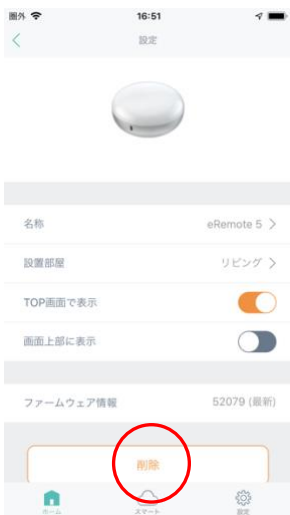 圏外 16:51
設定
名称 eRemote 5
設置部屋 リビング
TOP画面で表示
画面上部に表示
ファームウェア情報 52079 (最新)
削除
ホーム スマート 設定